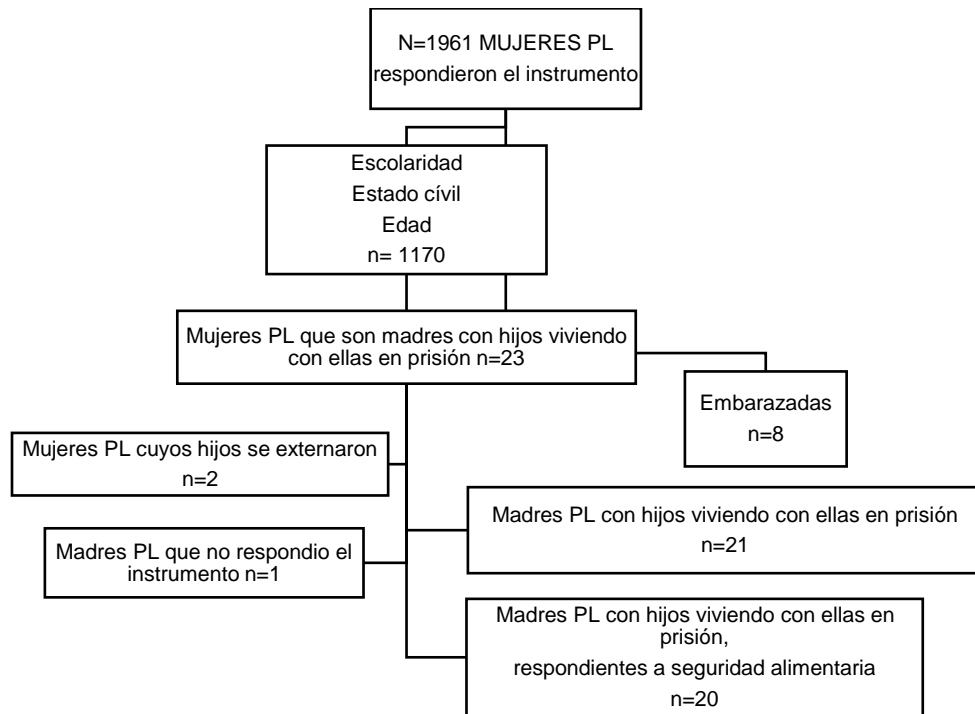 N=1961 MUJERES PL
respondieron el instrumento
Escolaridad
Estado cívil
Edad
n= 1170
Mujeres PL que son madres con hijos viviendo
con ellas en prisión n=23
Embarazadas
n=8
Mujeres PL cuyos hijos se externaron
n=2
Madres PL con hijos viviendo con ellas en prisión
n=21
Madres PL que no respondio el
instrumento n=1
Madres PL con hijos viviendo con ellas en
prisión,
respondientes a seguridad alimentaria
n=20